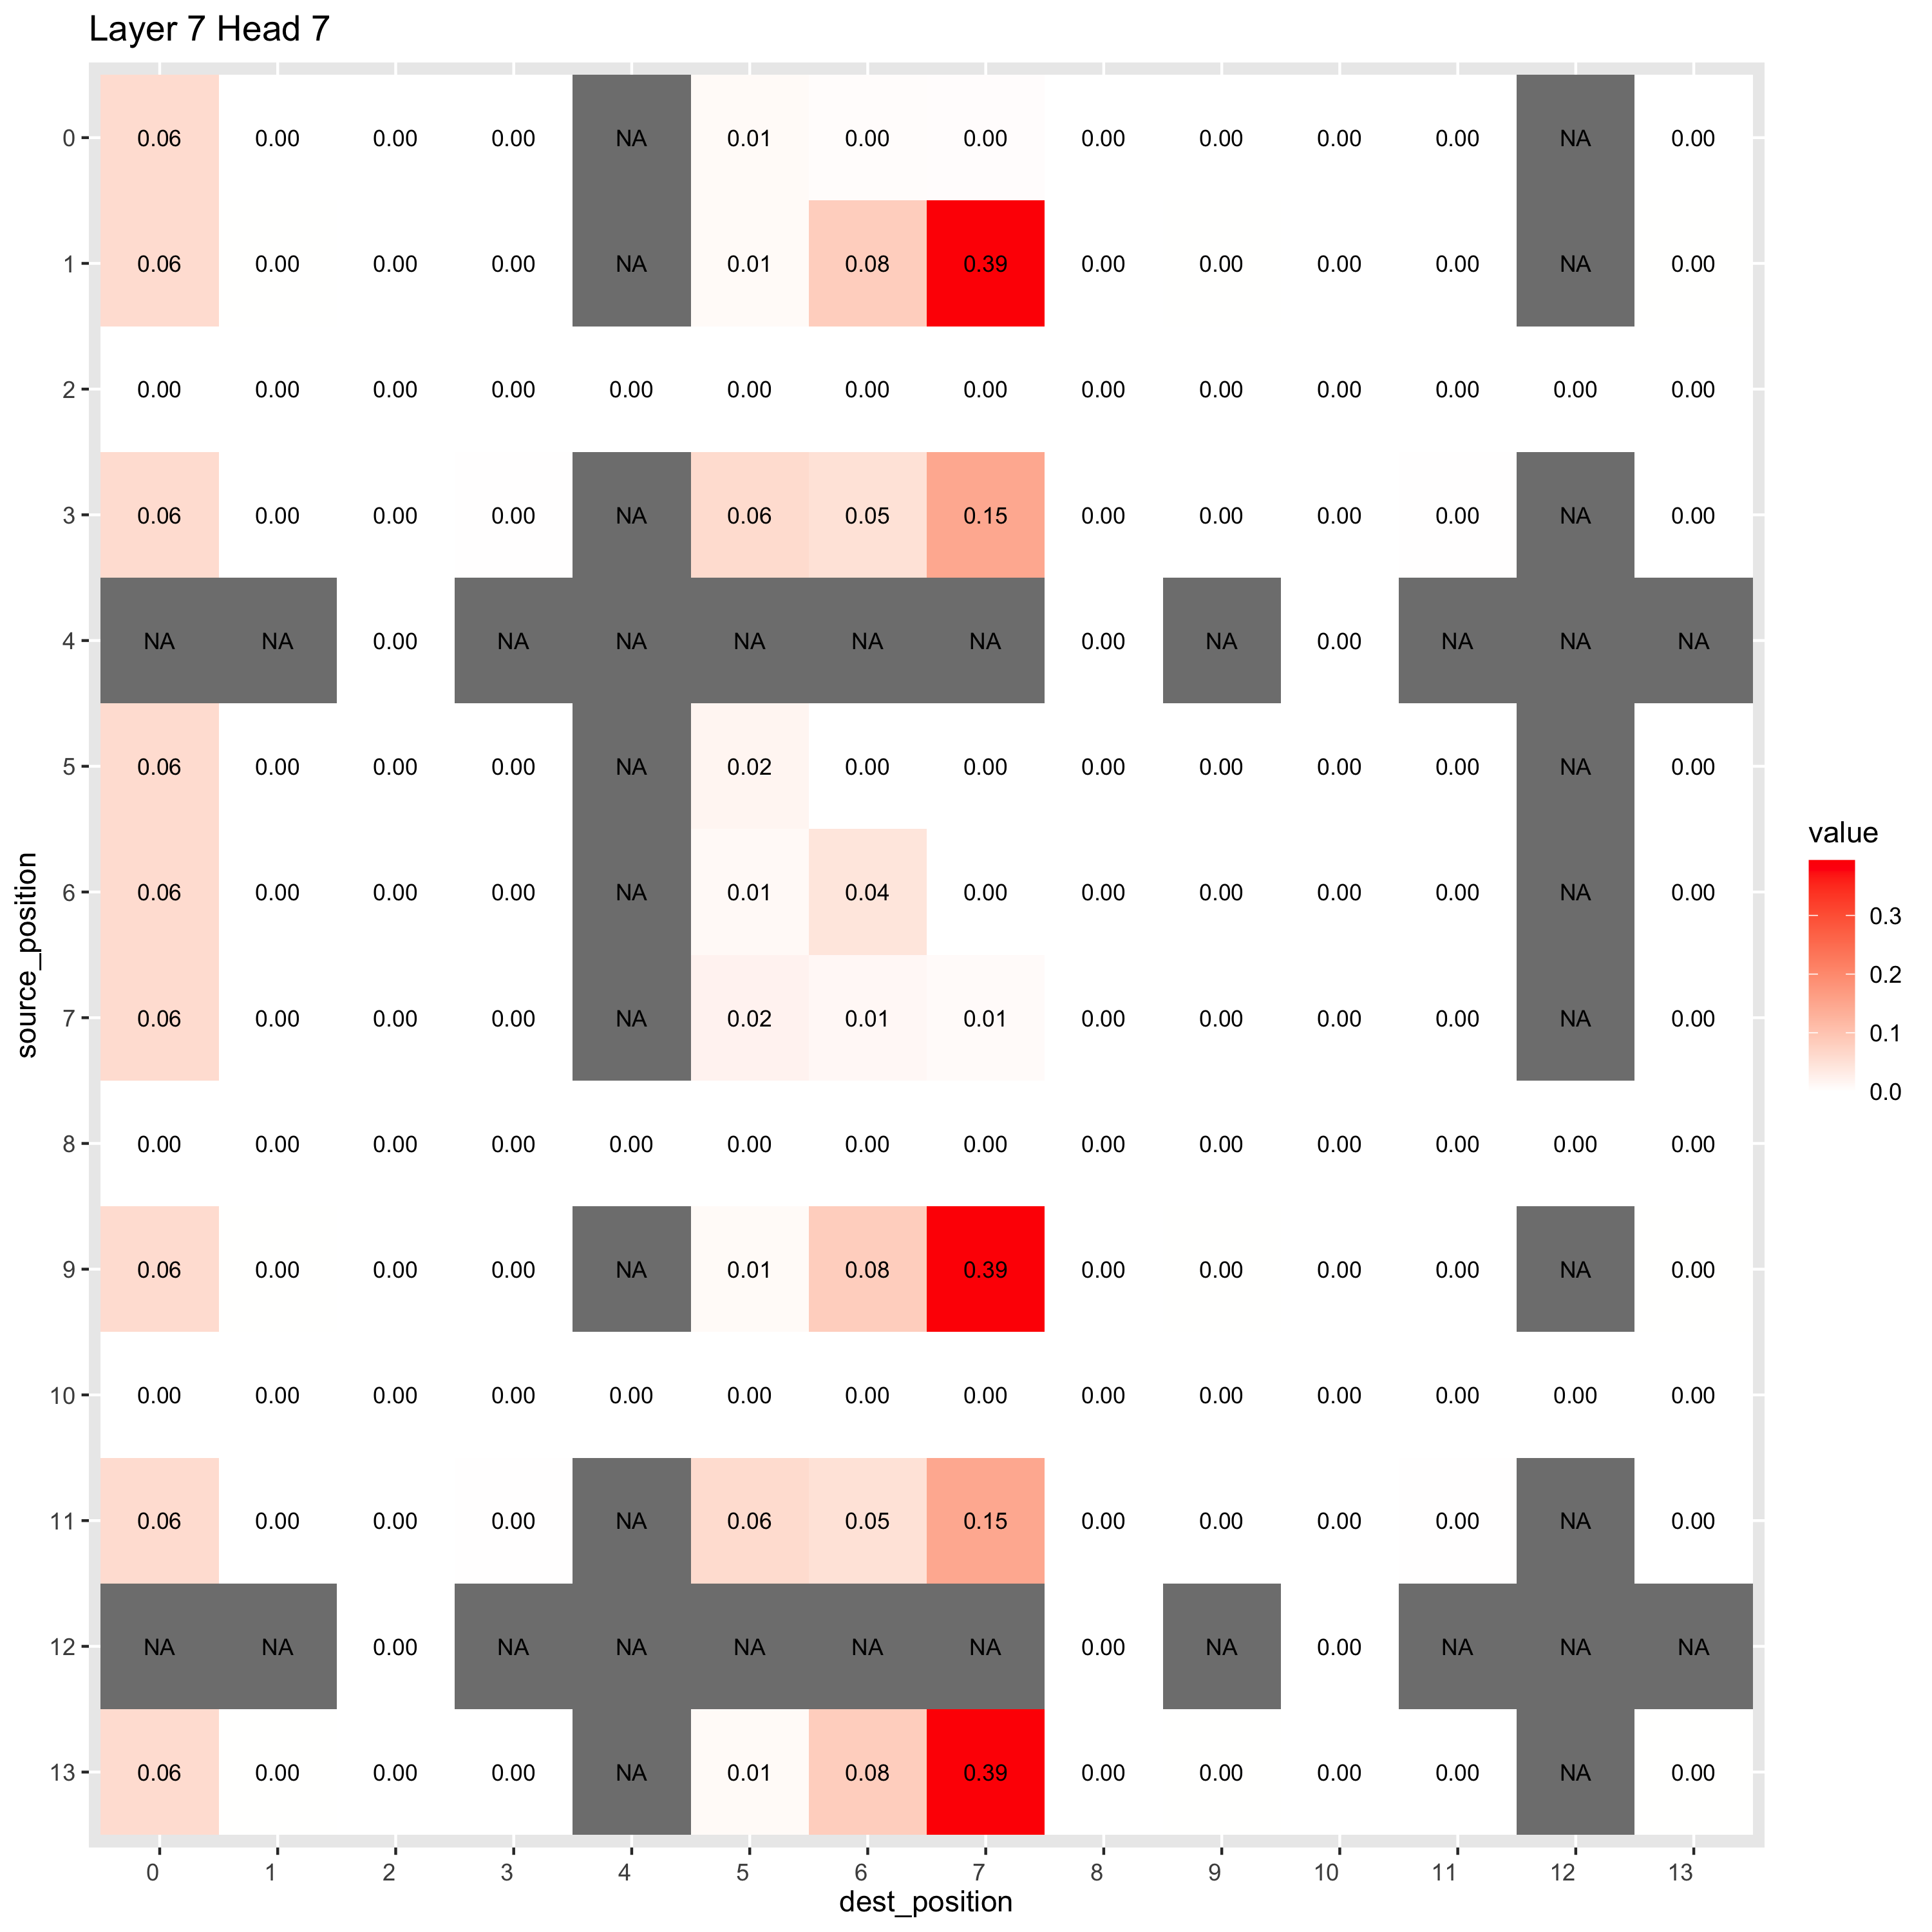 Layer 7 Head 7
0 0.06 0.00 0.00 0.00 NA 0.01 0.00 0.00 0.00 0.00 0.00 0.00 NA 0.00
1 0.06 0.00 0.00 0.00 NA 0.01 0.08 0.39 0.00 0.00 0.00 0.00 NA 0.00
2 0.00 0.00 0.00 0.00 0.00 0.00 0.00 0.00 0.00 0.00 0.00 0.00 0.00 0.00
3 0.06 0.00 0.00 0.00 NA 0.06 0.05 0.15 0.00 0.00 0.00 0.00 NA 0.00
4 NA NA 0.00 NA NA NA NA NA 0.00 NA 0.00 NA NA NA
5 0.06 0.00 0.00 0.00 NA 0.02 0.00 0.00 0.00 0.00 0.00 0.00 NA 0.00
6 0.06 0.00 0.00 0.00 NA 0.01 0.04 0.00 0.00 0.00 0.00 0.00 NA 0.00
7 0.06 0.00 0.00 0.00 NA 0.02 0.01 0.01 0.00 0.00 0.00 0.00 NA 0.00
8 0.00 0.00 0.00 0.00 0.00 0.00 0.00 0.00 0.00 0.00 0.00 0.00 0.00 0.00
9 0.06 0.00 0.00 0.00 NA 0.01 0.08 0.39 0.00 0.00 0.00 0.00 NA 0.00
10 0.00 0.00 0.00 0.00 0.00 0.00 0.00 0.00 0.00 0.00 0.00 0.00 0.00 0.00
11 0.06 0.00 0.00 0.00 NA 0.06 0.05 0.15 0.00 0.00 0.00 0.00 NA 0.00
12 NA NA 0.00 NA NA NA NA NA 0.00 NA 0.00 NA NA NA
13 0.06 0.00 0.00 0.00 NA 0.01 0.08 0.39 0.00 0.00 0.00 0.00 NA 0.00
0 1 2 3 4 5 6 7 8 9 10 11 12 13
dest_position
source_position
value
0.3
0.2
0.1
0.0